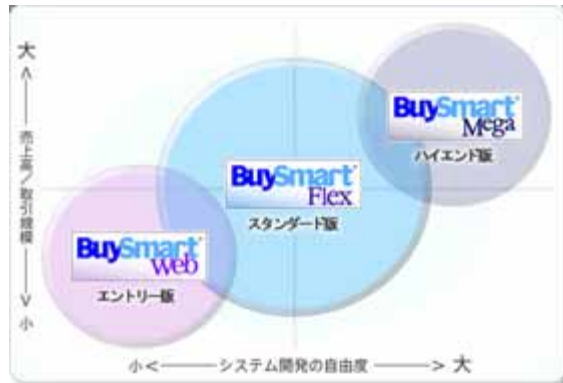 大
<
売上高／取引規模
>
小
BuySmart
Mega
ハイエンド版
BuySmart
Flex
スタンダード版
BuySmart
web
エントリー版
小 < システム開発の自由度 > 大